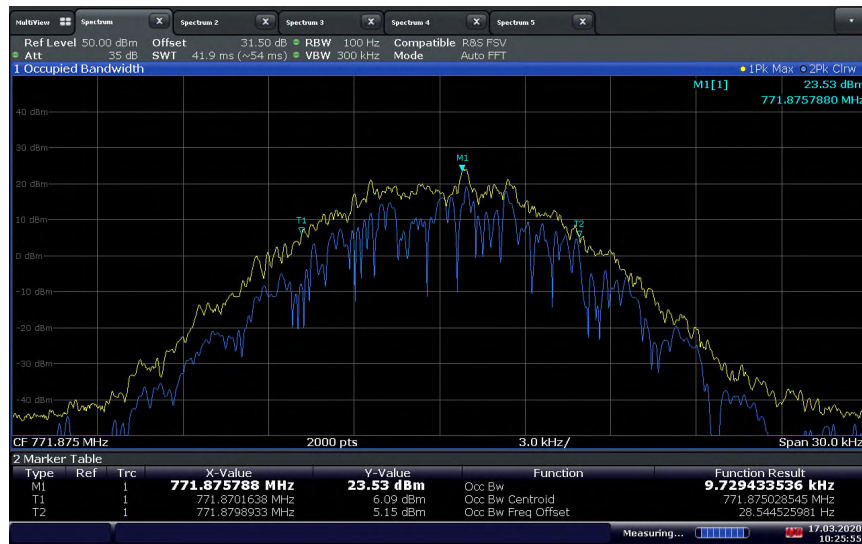 MultiView Spectrum X Spectrum 2 X Spectrum 3 X Spectrum 4 X Spectrum 5 X
Ref Level 50.00 dBm Offset 31.50 dB RBW 100 Hz Compatible R&S FSV
Att 35 dB SWT 41.9 ms (~54 ms) VBW 300 kHz Mode Auto FFT
1 Occupied Bandwidth 1Pk Max 2Pk Clrw
M1[1] 23.53 dBm
771.8757880 MHz
40 dBm
30 dBm
M1
20 dBm
10 dBm
T1
T2
0 dBm
-10 dBm
-20 dBm
-30 dBm
-40 dBm
CF 771.875 MHz 2000 pts 3.0 kHz/ Span 30.0 kHz
2 Marker Table
Type Ref Trc X-Value Y-Value Function Function Result
M1 1 771.875788 MHz 23.53 dBm Occ Bw 9.729433536 kHz
T1 1 771.8701638 MHz 6.09 dBm Occ Bw Centroid 771.875028545 MHz
T2 1 771.8798933 MHz 5.15 dBm Occ Bw Freq Offset 28.544525981 Hz
Measuring... 17.03.2020
10:25:55